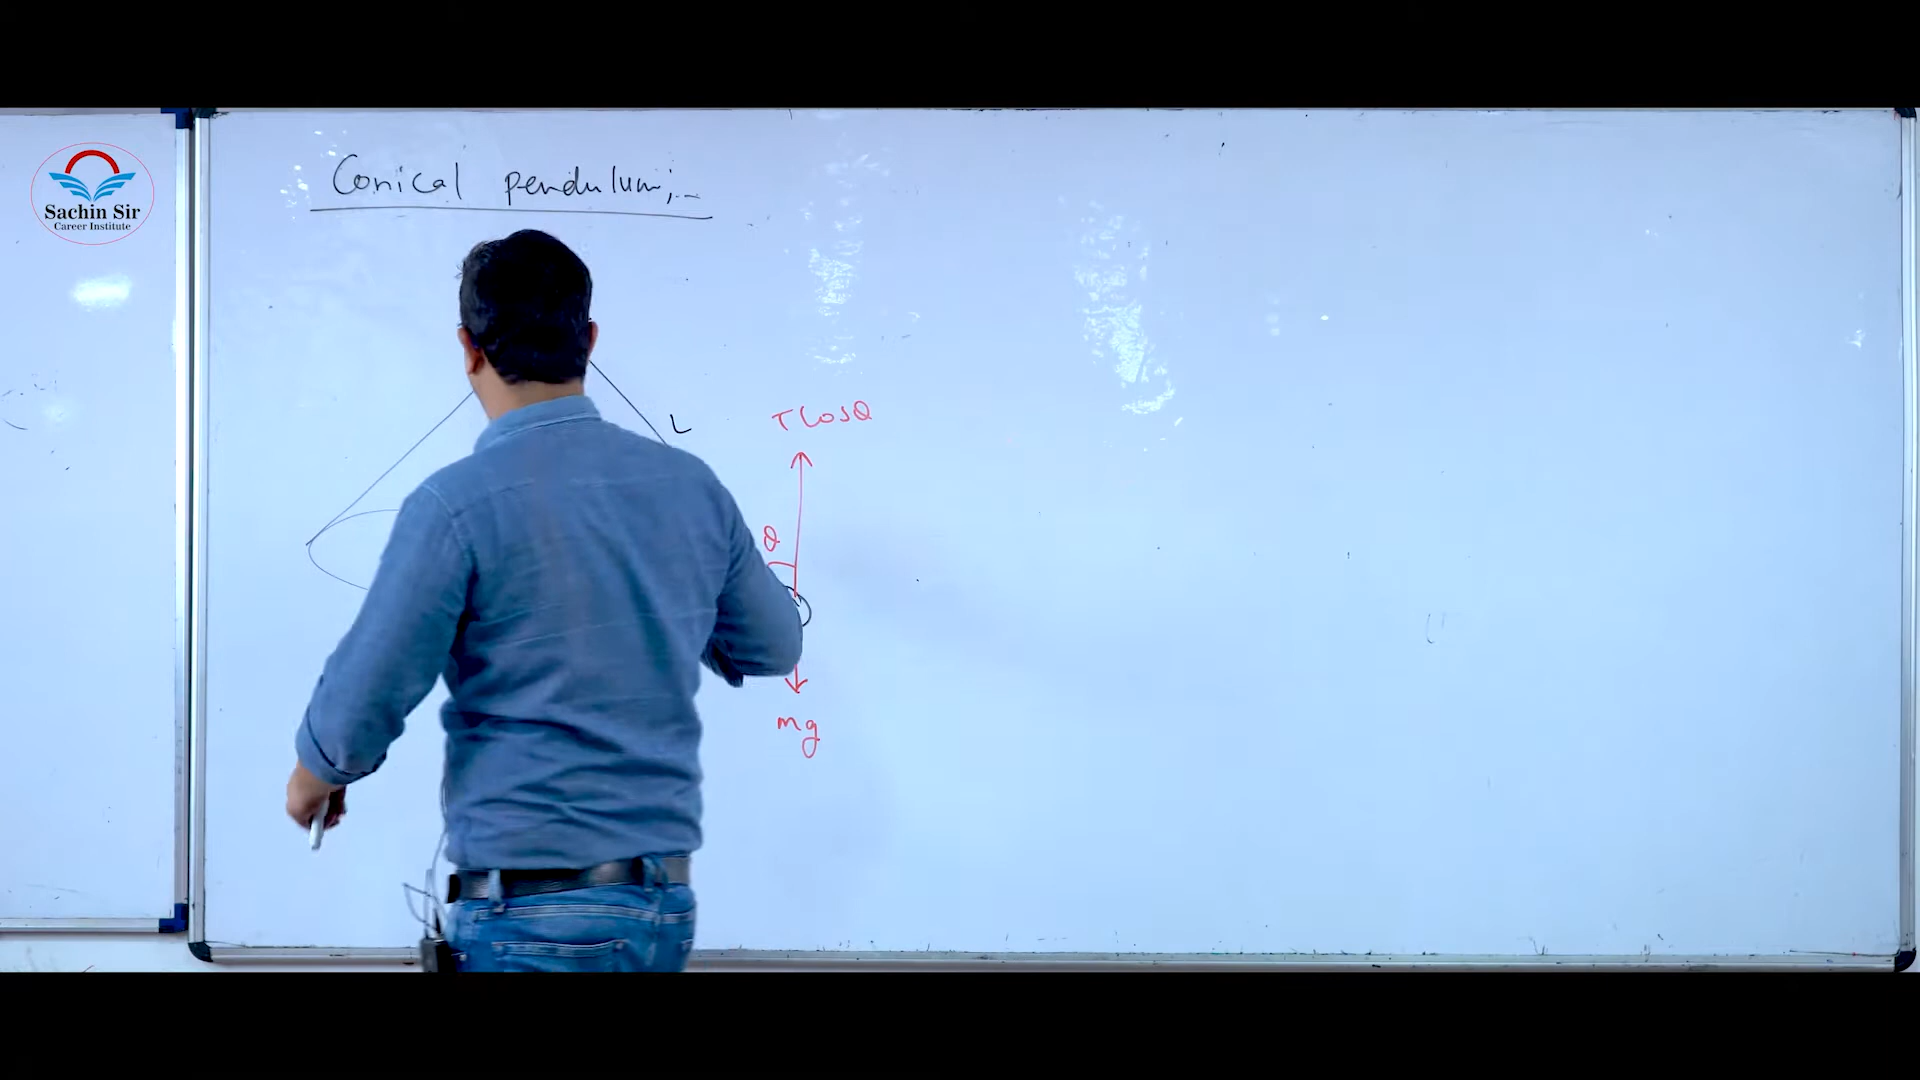 Sachin Sir
Career Institute
Conical pendulum;-
L
T Cosθ
θ
mg